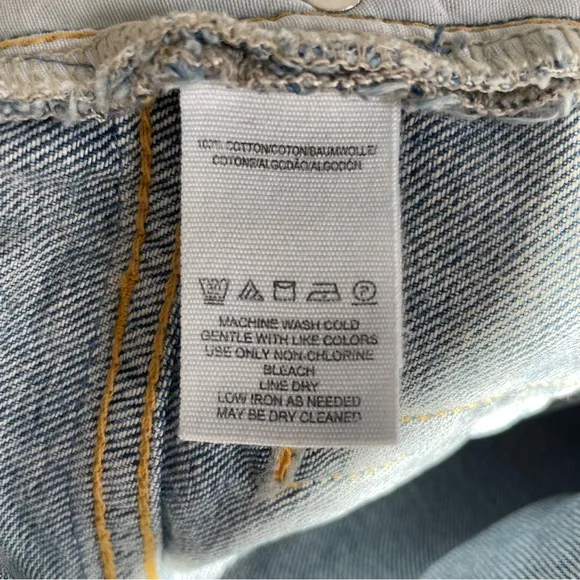 100% COTTON/COTON/BAUMWOLLE/
COTONE/ALGODÃO/ALGODÓN
MACHINE WASH COLD
GENTLE WITH LIKE COLORS
USE ONLY NON-CHLORINE
BLEACH
LINE DRY
LOW IRON AS NEEDED
MAY BE DRY CLEANED